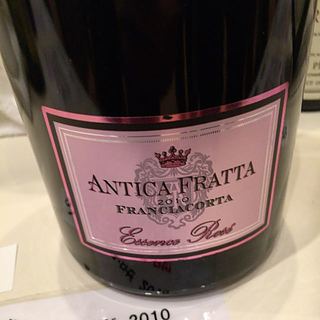 ANTICA FRATTA
2010
FRANCIACORTA
Essence Rosé
2010